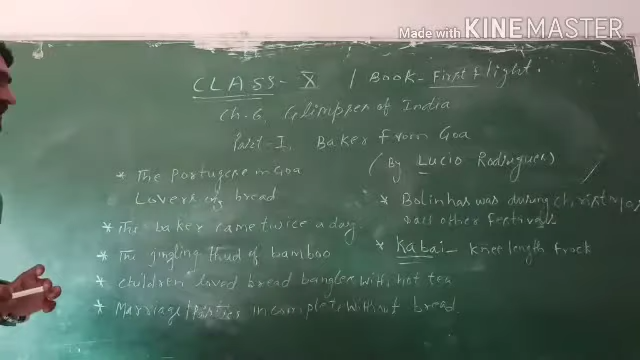 Made with KINEMASTER
CLASS - X / Book - First flight.
Ch. 6 Glimpses of India
Part-I, Baker from Goa
(By Lucio Rodrigues)
* The Portugese in Goa
Lovers of bread
* The baker came twice a day.
* The jingling thud of bamboo
* Children loved bread bangles with hot tea
* Marriage/Parties incomplete without bread.
* Bolinhas was during christmas
other festivals
* Kabai - knee length frock